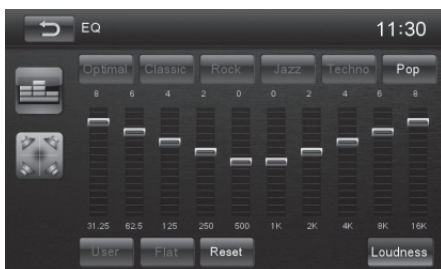 EQ 11:30
Optimal Classic Rock Jazz Techno Pop
8 6 4 2 0 0 2 4 6 8
31.25 62.5 125 250 500 1K 2K 4K 8K 16K
User Flat Reset Loudness